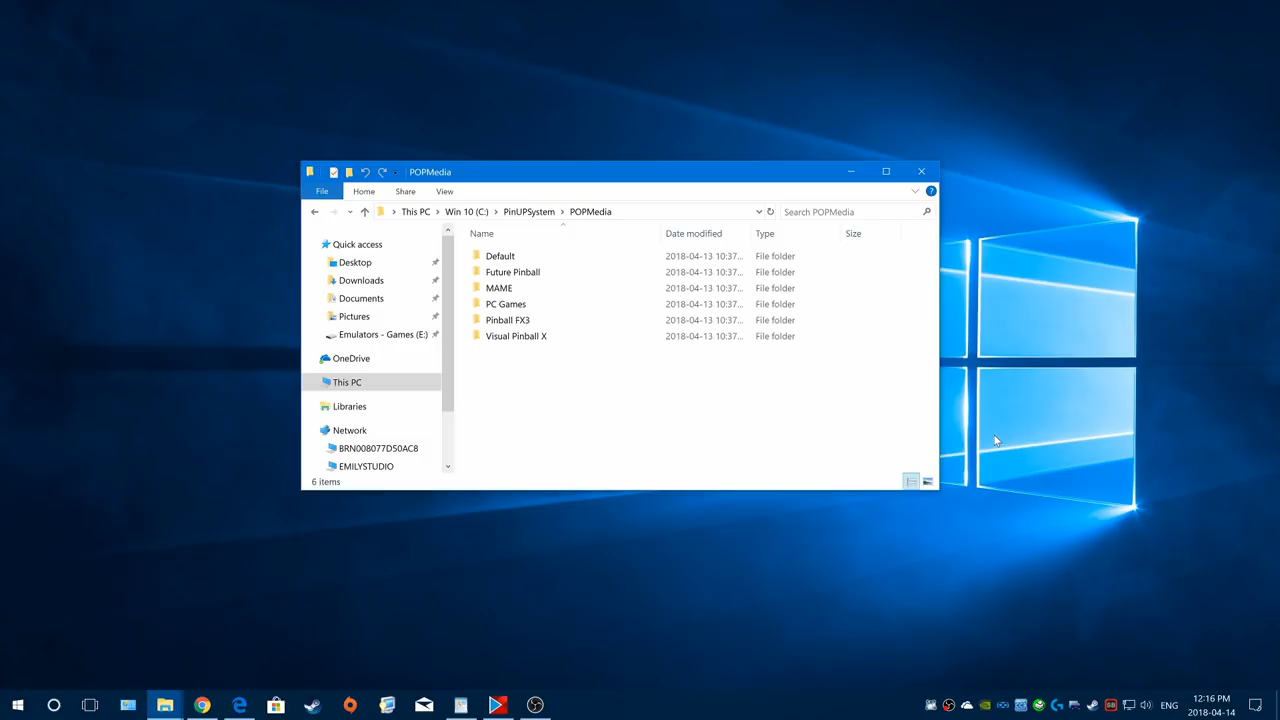 POPMedia
File Home Share View
This PC Win 10 (C:) PinUPSystem POPMedia Search POPMedia
Name Date modified Type Size
Quick access
Desktop
Downloads
Documents
Pictures
Emulators - Games (E:)
OneDrive
This PC
Libraries
Network
BRN008077D50AC8
EMILYSTUDIO
Default 2018-04-13 10:37... File folder
Future Pinball 2018-04-13 10:37... File folder
MAME 2018-04-13 10:37... File folder
PC Games 2018-04-13 10:37... File folder
Pinball FX3 2018-04-13 10:37... File folder
Visual Pinball X 2018-04-13 10:37... File folder
6 items
ENG
12:16 PM
2018-04-14